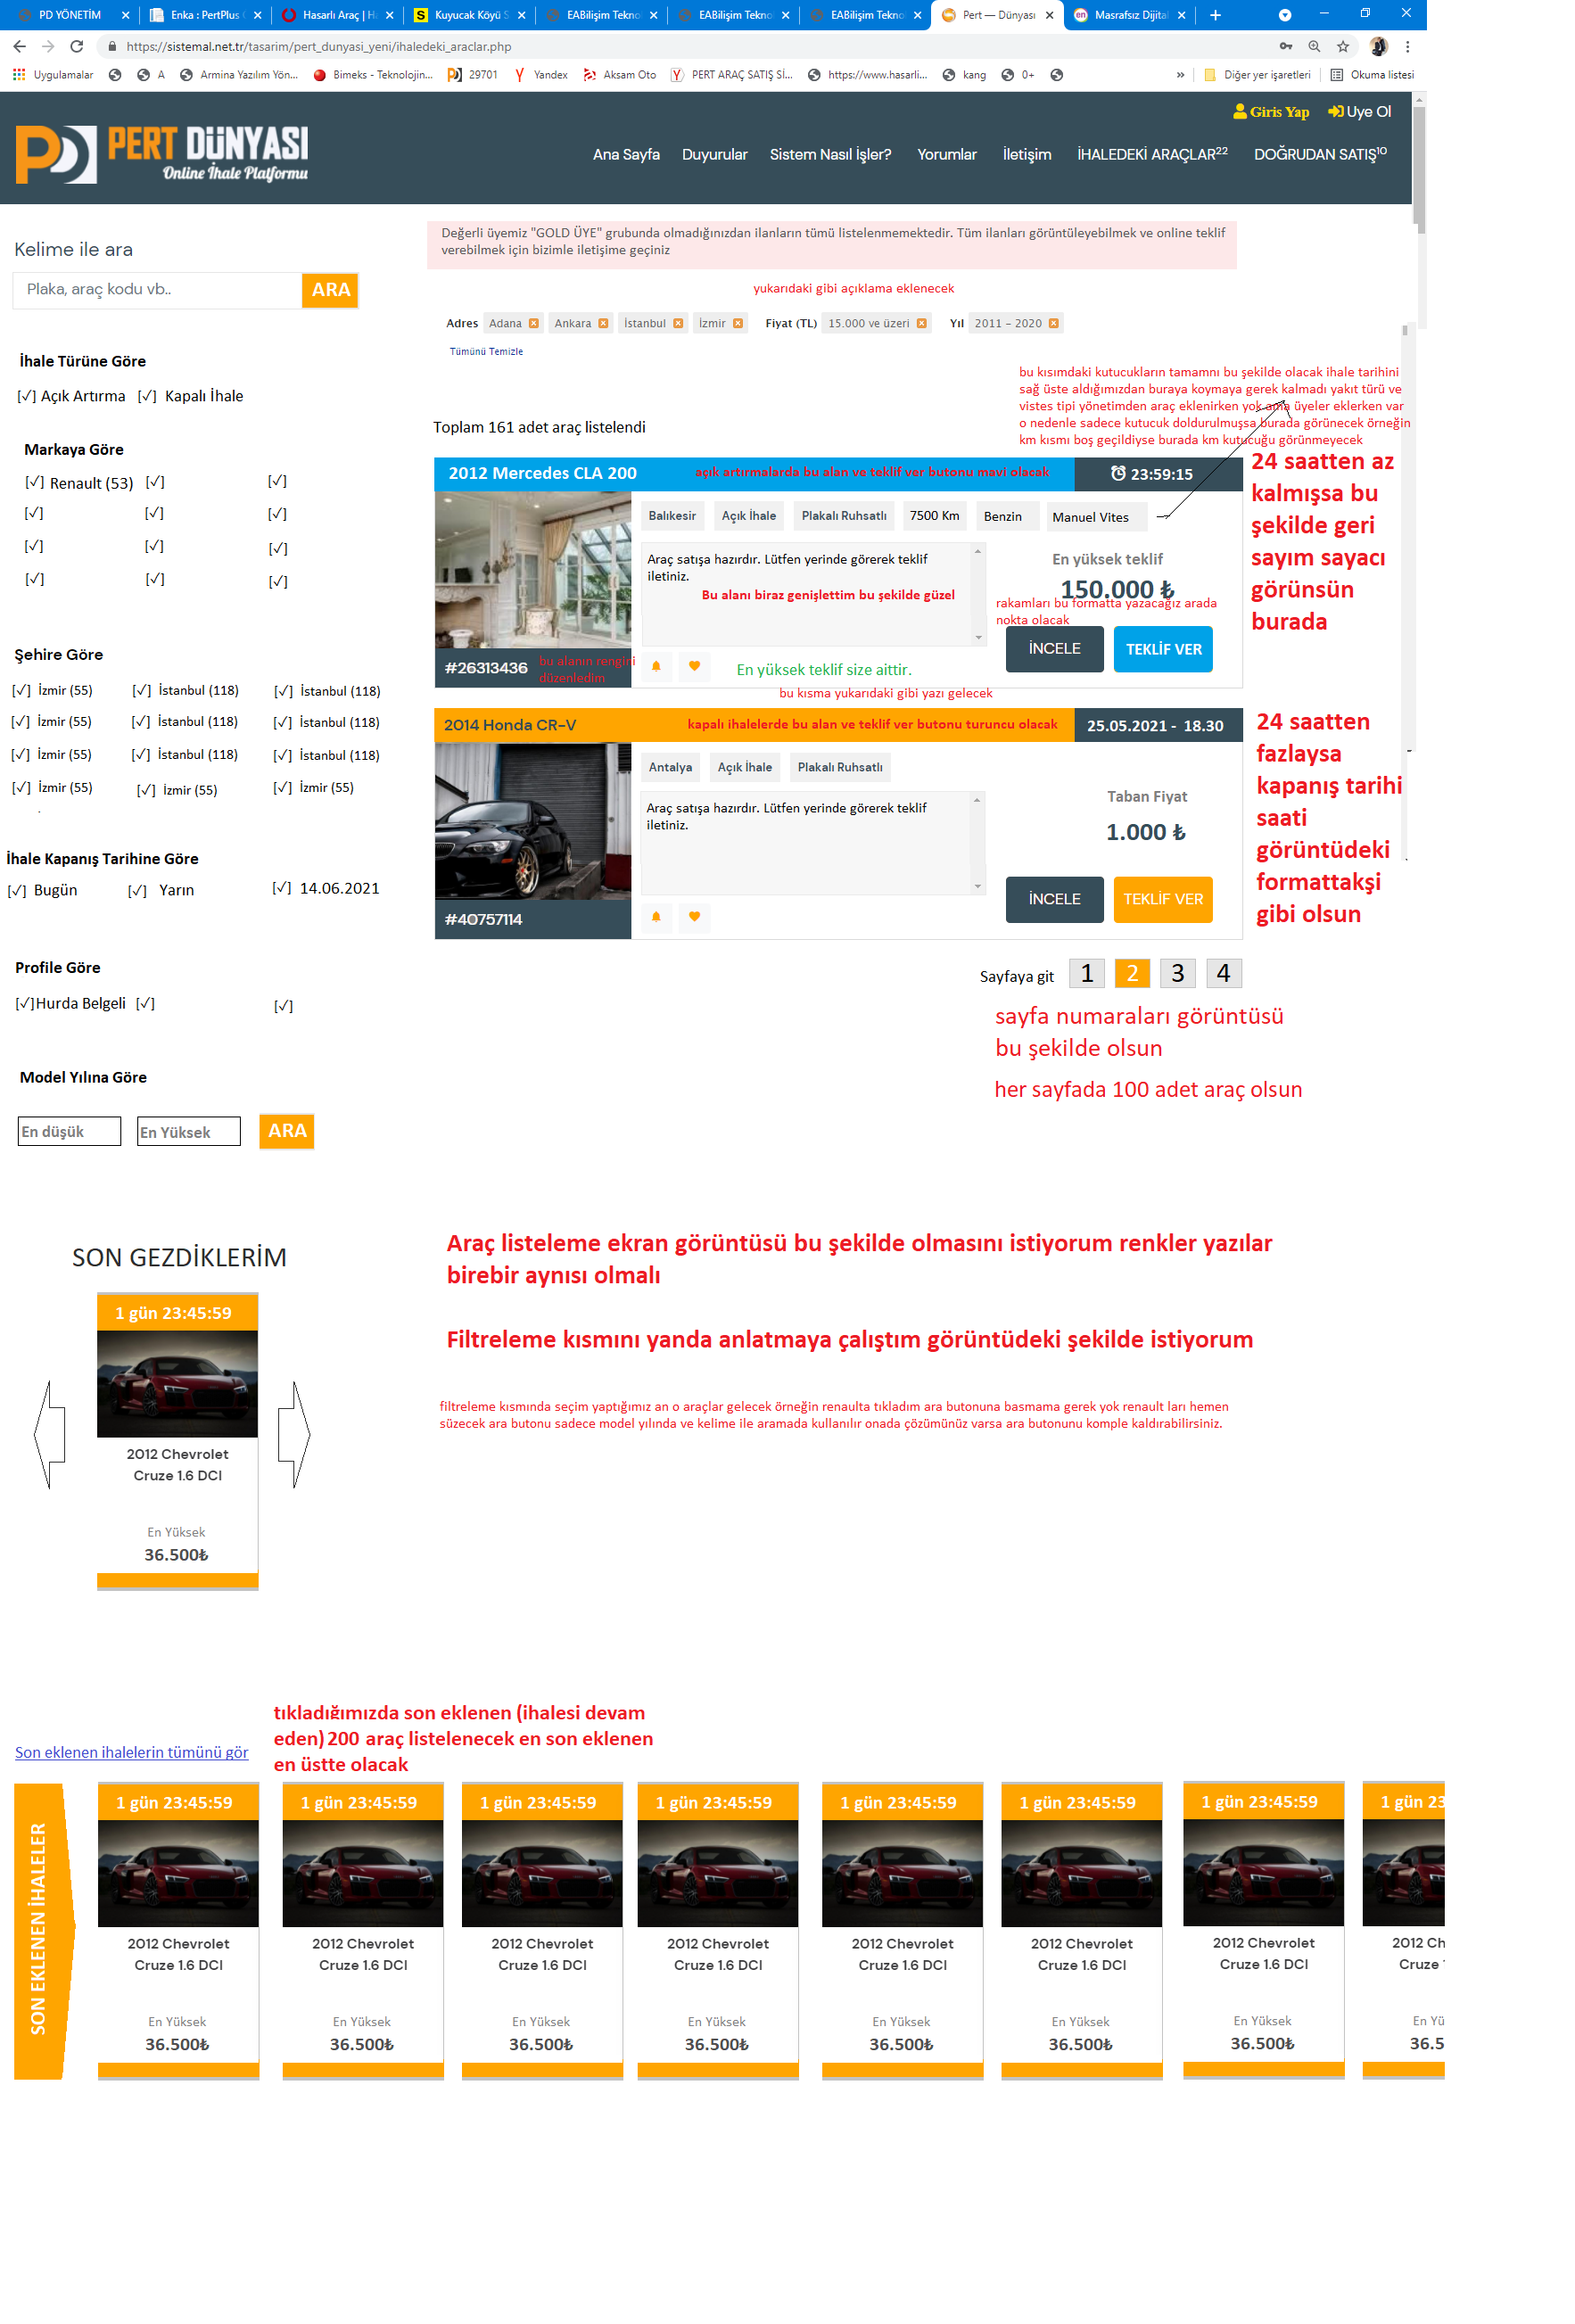 PD YÖNETİM
Enka : PertPlus
Hasarlı Araç | H
Kuyucak Köyü S
EABilişim Tekno
EABilişim Tekno
EABilişim Tekno
Pert — Dünyası
Masrafsız Dijita
https://sistemal.net.tr/tasarim/pert_dunyasi_yeni/ihaledeki_araclar.php
Uygulamalar
A
Armina Yazılım Yön...
Bimeks - Teknolojin...
29701
Yandex
Aksam Oto
PERT ARAÇ SATIŞ Sİ...
https://www.hasarli...
kang
0+
»
Diğer yer işaretleri
Okuma listesi
Giris Yap
Uye Ol
PD PERT DÜNYASI
Online İhale Platformu
Ana Sayfa
Duyurular
Sistem Nasıl İşler?
Yorumlar
İletişim
İHALEDEKİ ARAÇLAR22
DOĞRUDAN SATIŞ10
Kelime ile ara
Plaka, araç kodu vb..
ARA
Değerli üyemiz "GOLD ÜYE" grubunda olmadığınızdan ilanların tümü listelenmemektedir. Tüm ilanları görüntüleyebilmek ve online teklif
verebilmek için bizimle iletişime geçiniz
yukarıdaki gibi açıklama eklenecek
Adres Adana Ankara İstanbul İzmir Fiyat (TL) 15.000 ve üzeri Yıl 2011 – 2020
Tümünü Temizle
İhale Türüne Göre
[✓] Açık Artırma [✓] Kapalı İhale
bu kısımdaki kutucukların tamamnı bu şekilde olacak ihale tarihini
sağ üste aldığımızdan buraya koymaya gerek kalmadı yakıt türü ve
vistes tipi yönetimden araç eklenirken yok ama üyeler eklerken var
o nedenle sadece kutucuk doldurulmuşsa burada görünecek örneğin
km kısmı boş geçildiyse burada km kutucuğu görünmeyecek
Toplam 161 adet araç listelendi
Markaya Göre
[✓] Renault (53) [✓] [✓]
[✓] [✓] [✓]
[✓] [✓] [✓]
[✓] [✓] [✓]
2012 Mercedes CLA 200
açık artırmalarda bu alan ve teklif ver butonu mavi olacak
23:59:15
Balıkesir
Açık İhale
Plakalı Ruhsatlı
7500 Km
Benzin
Manuel Vites
Araç satışa hazırdır. Lütfen yerinde görerek teklif
iletiniz.
Bu alanı biraz genişlettim bu şekilde güzel
En yüksek teklif
150.000 ₺
rakamları bu formatta yazacağız arada
nokta olacak
İNCELE
TEKLİF VER
#26313436
bu alanın rengini
düzenledim
En yüksek teklif size aittir.
bu kısma yukarıdaki gibi yazı gelecek
24 saatten az
kalmışsa bu
şekilde geri
sayım sayacı
görünsün
burada
Şehire Göre
[✓] İzmir (55) [✓] İstanbul (118) [✓] İstanbul (118)
[✓] İzmir (55) [✓] İstanbul (118) [✓] İstanbul (118)
[✓] İzmir (55) [✓] İstanbul (118) [✓] İstanbul (118)
[✓] İzmir (55) [✓] İzmir (55) [✓] İzmir (55)
2014 Honda CR-V
kapalı ihalelerde bu alan ve teklif ver butonu turuncu olacak
25.05.2021 - 18.30
Antalya
Açık İhale
Plakalı Ruhsatlı
Araç satışa hazırdır. Lütfen yerinde görerek teklif
iletiniz.
Taban Fiyat
1.000 ₺
İNCELE
TEKLİF VER
#40757114
24 saatten
fazlaysa
kapanış tarihi
saati
görüntüdeki
formattakşi
gibi olsun
İhale Kapanış Tarihine Göre
[✓] Bugün [✓] Yarın [✓] 14.06.2021
Profile Göre
[✓]Hurda Belgeli [✓] [✓]
Sayfaya git 1 2 3 4
sayfa numaraları görüntüsü
bu şekilde olsun
her sayfada 100 adet araç olsun
Model Yılına Göre
En düşük
En Yüksek
ARA
SON GEZDİKLERİM
1 gün 23:45:59
2012 Chevrolet
Cruze 1.6 DCI
En Yüksek
36.500₺
Araç listeleme ekran görüntüsü bu şekilde olmasını istiyorum renkler yazılar
birebir aynısı olmalı
Filtreleme kısmını yanda anlatmaya çalıştım görüntüdeki şekilde istiyorum
filtreleme kısmında seçim yaptığımız an o araçlar gelecek örneğin renaulta tıkladım ara butonuna basmama gerek yok renault ları hemen
süzecek ara butonu sadece model yılında ve kelime ile aramada kullanılır onada çözümünüz varsa ara butonunu komple kaldırabilirsiniz.
tıkladığımızda son eklenen (ihalesi devam
eden) 200 araç listelenecek en son eklenen
en üstte olacak
Son eklenen ihalelerin tümünü gör
SON EKLENEN İHALELER
1 gün 23:45:59 1 gün 23:45:59 1 gün 23:45:59 1 gün 23:45:59 1 gün 23:45:59 1 gün 23:45:59 1 gün 23:45:59 1 gün 23
2012 Chevrolet 2012 Chevrolet 2012 Chevrolet 2012 Chevrolet 2012 Chevrolet 2012 Chevrolet 2012 Chevrolet 2012 Ch
Cruze 1.6 DCI Cruze 1.6 DCI Cruze 1.6 DCI Cruze 1.6 DCI Cruze 1.6 DCI Cruze 1.6 DCI Cruze 1.6 DCI Cruze
En Yüksek En Yüksek En Yüksek En Yüksek En Yüksek En Yüksek En Yüksek En Yü
36.500₺ 36.500₺ 36.500₺ 36.500₺ 36.500₺ 36.500₺ 36.500₺ 36.5